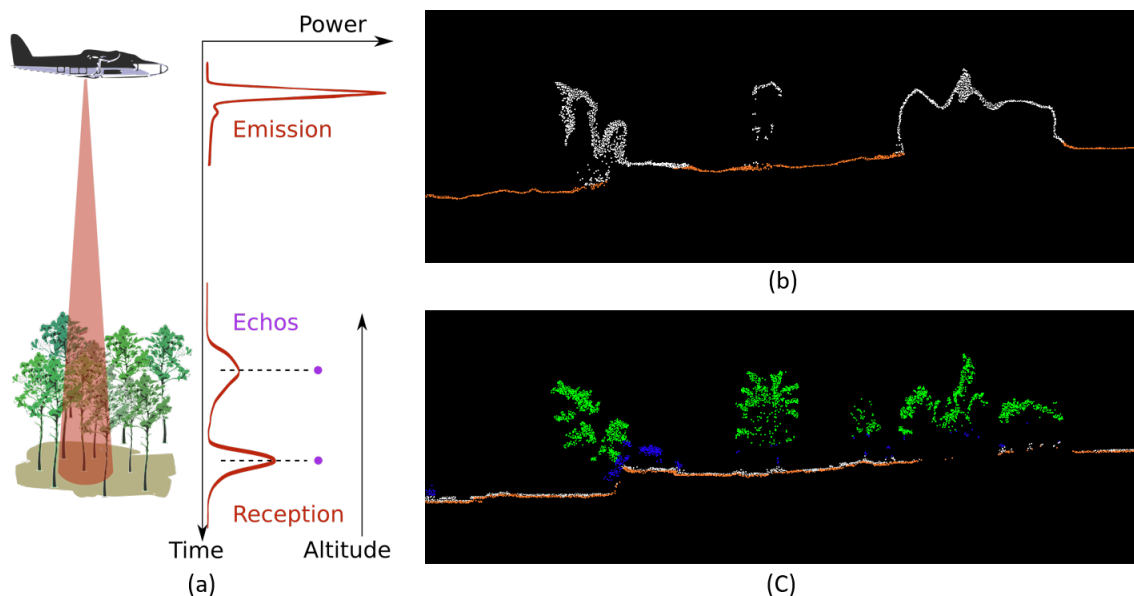 Power
Emission
Echos
Reception
Time
Altitude
(a)
(b)
(C)